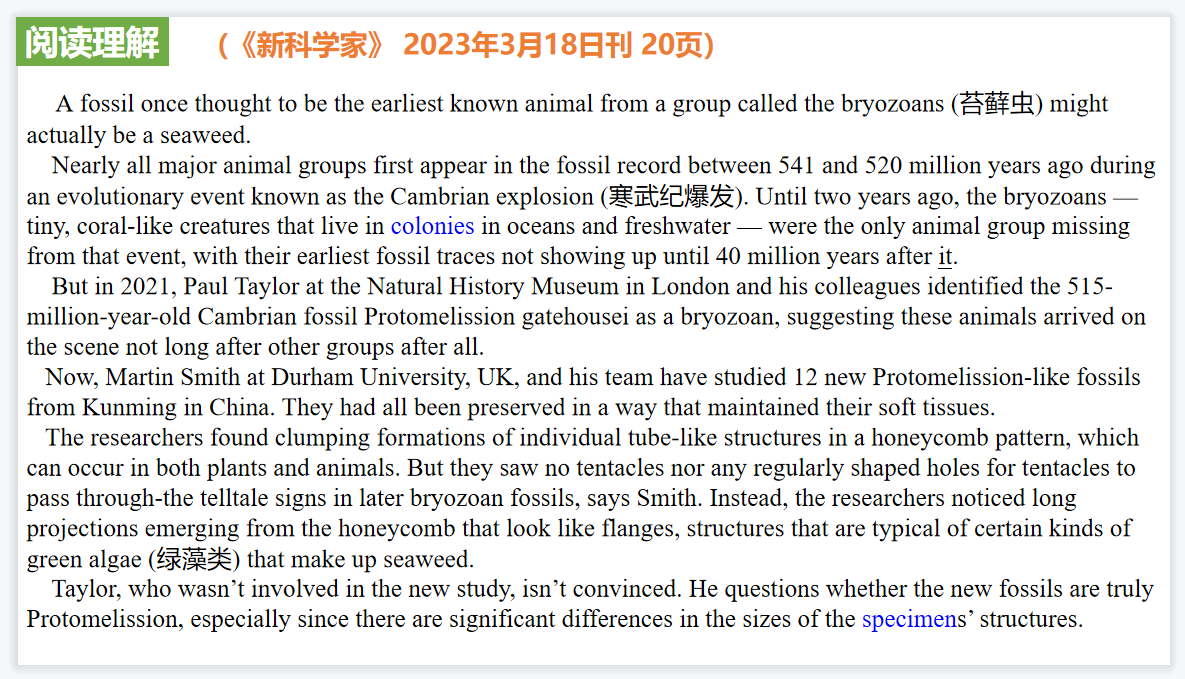 阅读理解 (《新科学家》 2023年3月18日刊 20页)
A fossil once thought to be the earliest known animal from a group called the bryozoans (苔藓虫) might
actually be a seaweed.
Nearly all major animal groups first appear in the fossil record between 541 and 520 million years ago during
an evolutionary event known as the Cambrian explosion (寒武纪爆发). Until two years ago, the bryozoans —
tiny, coral-like creatures that live in colonies in oceans and freshwater — were the only animal group missing
from that event, with their earliest fossil traces not showing up until 40 million years after it.
But in 2021, Paul Taylor at the Natural History Museum in London and his colleagues identified the 515-
million-year-old Cambrian fossil Protomelission gatehousei as a bryozoan, suggesting these animals arrived on
the scene not long after other groups after all.
Now, Martin Smith at Durham University, UK, and his team have studied 12 new Protomelission-like fossils
from Kunming in China. They had all been preserved in a way that maintained their soft tissues.
The researchers found clumping formations of individual tube-like structures in a honeycomb pattern, which
can occur in both plants and animals. But they saw no tentacles nor any regularly shaped holes for tentacles to
pass through-the telltale signs in later bryozoan fossils, says Smith. Instead, the researchers noticed long
projections emerging from the honeycomb that look like flanges, structures that are typical of certain kinds of
green algae (绿藻类) that make up seaweed.
Taylor, who wasn’t involved in the new study, isn’t convinced. He questions whether the new fossils are truly
Protomelission, especially since there are significant differences in the sizes of the specimens’ structures.